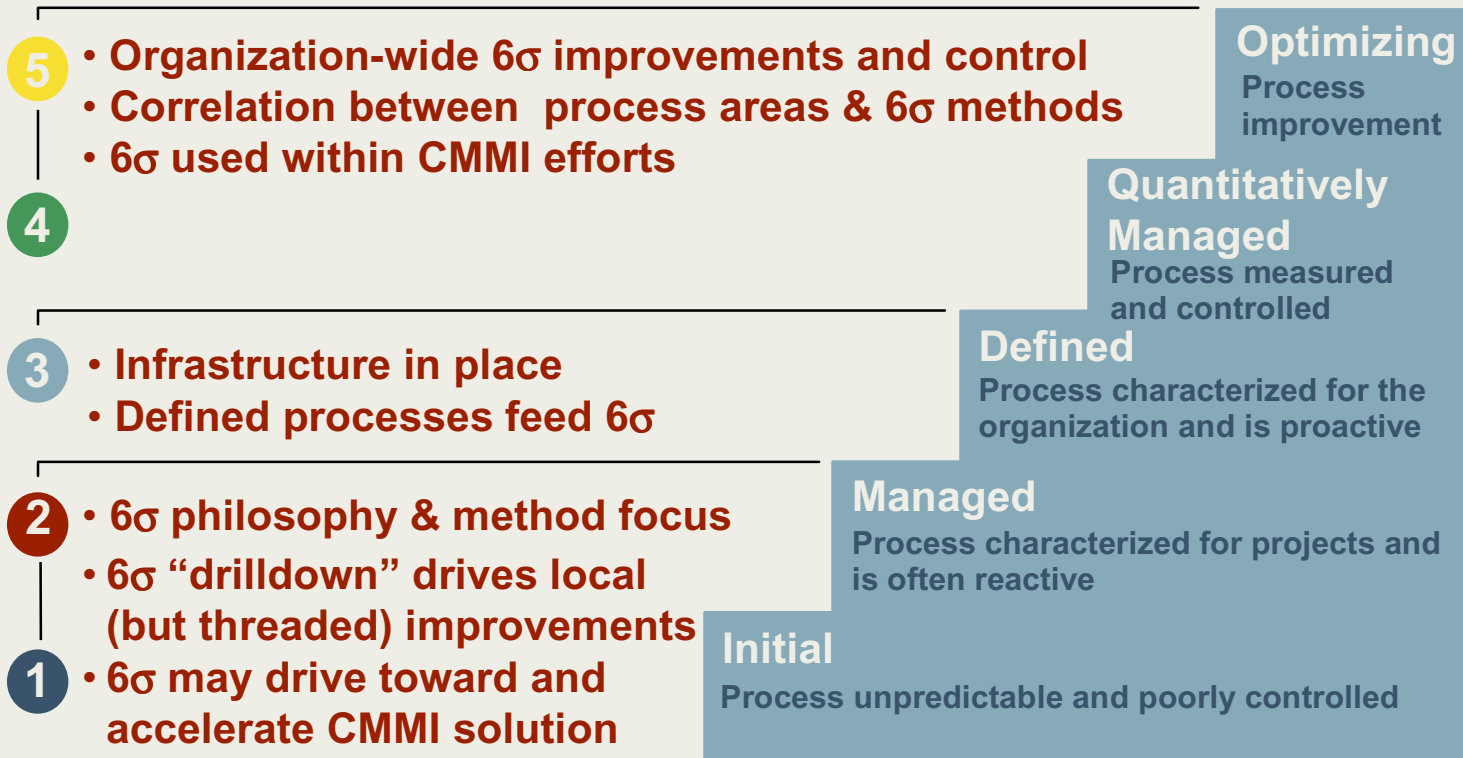 5
• Organization-wide 6σ improvements and control
• Correlation between process areas & 6σ methods
• 6σ used within CMMI efforts
4
Optimizing
Process
improvement
Quantitatively
Managed
Process measured
and controlled
3
• Infrastructure in place
• Defined processes feed 6σ
Defined
Process characterized for the
organization and is proactive
2
• 6σ philosophy & method focus
• 6σ “drilldown” drives local
(but threaded) improvements
1
• 6σ may drive toward and
accelerate CMMI solution
Managed
Process characterized for projects and
is often reactive
Initial
Process unpredictable and poorly controlled